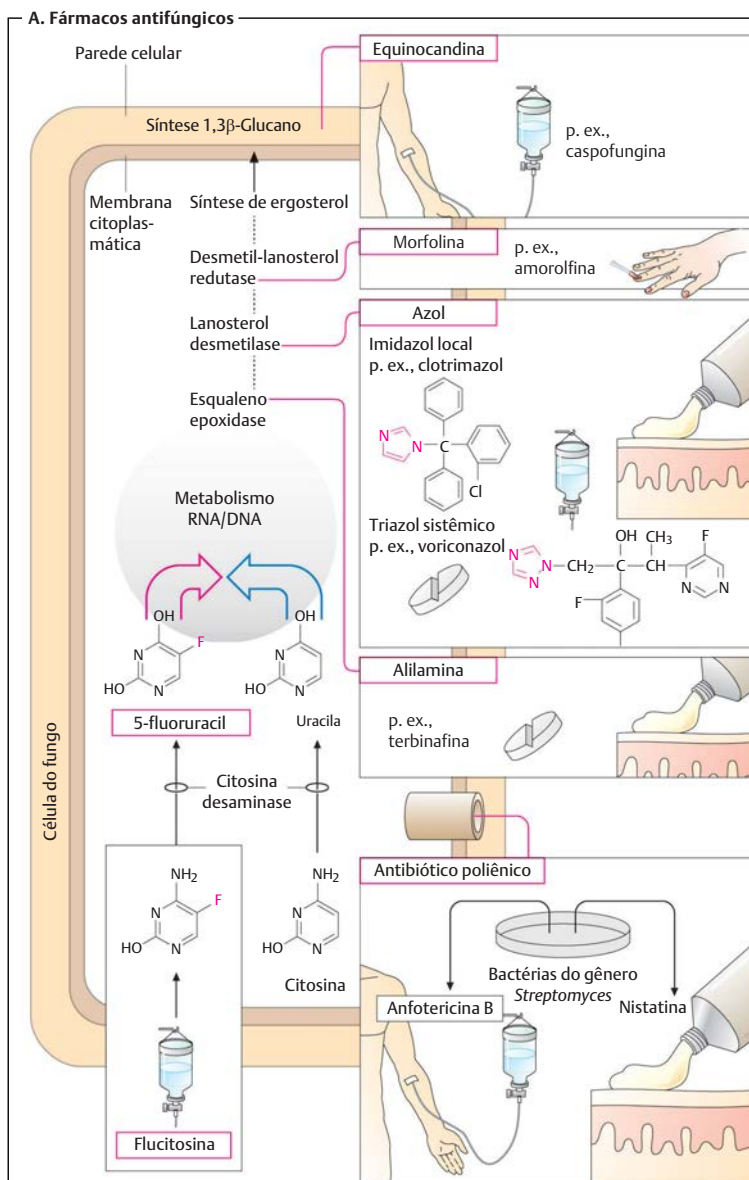 A. Fármacos antifúngicos
Parede celular
Síntese 1,3β-Glucano
Membrana
citoplas-
mática
Síntese de ergosterol
Desmetil-lanosterol
redutase
Lanosterol
desmetilase
Esqualeno
epoxidase
Metabolismo
RNA/DNA
OH
F
N
HO
N
OH
N
HO
N
5-fluoruracil
Uracila
Citosina
desaminase
NH2
F
N
HO
N
NH2
N
HO
N
Citosina
Flucitosina
Célula do fungo
Equinocandina
p. ex.,
caspofungina
Morfolina
p. ex.,
amorolfina
Azol
Imidazol local
p. ex., clotrimazol
N
N
C
Cl
Triazol sistêmico
p. ex., voriconazol
OH
CH3
F
N
N
N
CH2
C
CH
N
N
F
Alilamina
p. ex.,
terbinafina
Antibiótico poliênico
Bactérias do gênero
Streptomyces
Anfotericina B
Nistatina